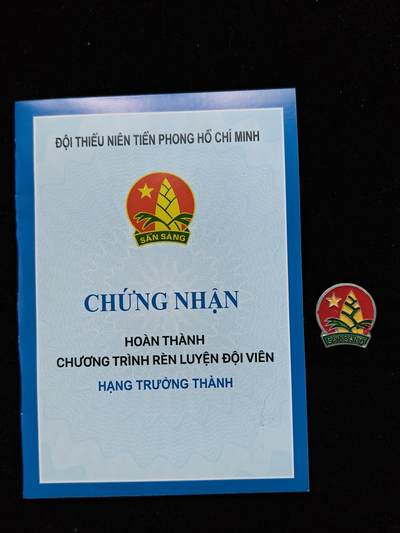 ĐỘI THIẾU NIÊN TIỀN PHONG HỒ CHÍ MINH
SẴN SÀNG
CHỨNG NHẬN
HOÀN THÀNH
CHƯƠNG TRÌNH RÈN LUYỆN ĐỘI VIÊN
HẠNG TRƯỞNG THÀNH
SẴN SÀNG